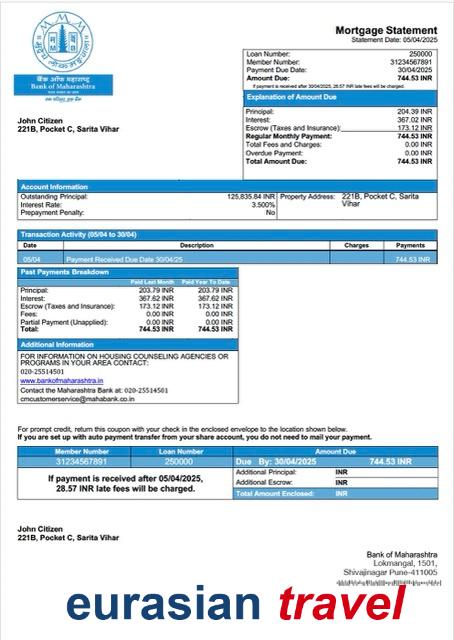 Mortgage Statement
Statement Date: 05/04/2025
बैंक ऑफ महाराष्ट्र
Bank of Maharashtra
Loan Number: 250000
Member Number: 31234567891
Payment Due Date: 30/04/2025
Amount Due: 744.53 INR
If payment is received after 30/04/2025, 28.57 INR late fees will be charged.
John Citizen
221B, Pocket C, Sarita Vihar
Explanation of Amount Due
Principal: 204.39 INR
Interest: 367.02 INR
Escrow (Taxes and Insurance): 173.12 INR
Regular Monthly Payment: 744.53 INR
Total Fees and Charges: 0.00 INR
Overdue Payment: 0.00 INR
Total Amount Due: 744.53 INR
Account Information
Outstanding Principal: 125,835.84 INR Property Address: 221B, Pocket C, Sarita
Interest Rate: 3.500% Vihar
Prepayment Penalty: No
Transaction Activity (05/04 to 30/04)
Date Description Charges Payments
05/04 Payment Received Due Date 30/04/25 744.53 INR
Past Payments Breakdown
Paid Last Month Paid Year To Date
Principal: 203.79 INR 203.79 INR
Interest: 367.62 INR 367.62 INR
Escrow (Taxes and Insurance): 173.12 INR 173.12 INR
Fees: 0.00 INR 0.00 INR
Partial Payment (Unapplied): 0.00 INR 0.00 INR
Total: 744.53 INR 744.53 INR
Additional Information
FOR INFORMATION ON HOUSING COUNSELING AGENCIES OR
PROGRAMS IN YOUR AREA CONTACT:
020-25514501
www.bankofmaharashtra.in
Contact the Maharashtra Bank at: 020-25514501
cmcustomerservice@mahabank.co.in
For prompt credit, return this coupon with your check in the enclosed envelope to the location shown below.
If you are set up with auto payment transfer from your share account, you do not need to mail your payment.
Member Number Loan Number Amount Due
31234567891 250000 Due By: 30/04/2025 744.53 INR
If payment is received after 05/04/2025,
28.57 INR late fees will be charged.
Additional Principal: INR
Additional Escrow: INR
Total Amount Enclosed: INR
John Citizen
221B, Pocket C, Sarita Vihar
Bank of Maharashtra
Lokmangal, 1501,
Shivajinagar Pune-411005
eurasian travel